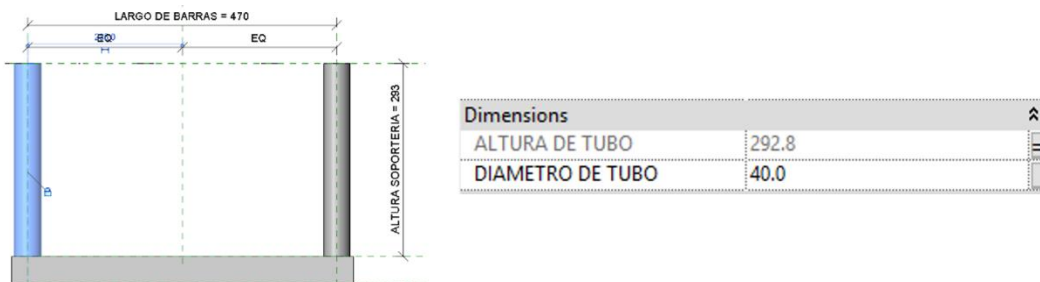 LARGO DE BARRAS = 470
EQ
EQ
ALTURA SOPORTERIA = 293
Dimensions
ALTURA DE TUBO 292.8 =
DIAMETRO DE TUBO 40.0